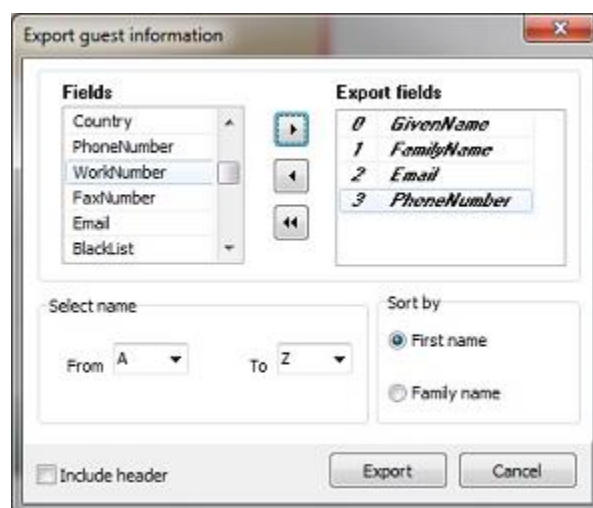 Export guest information
Fields
Country
PhoneNumber
WorkNumber
FaxNumber
Email
BlackList
Export fields
0 GivenName
1 FamilyName
2 Email
3 PhoneNumber
Select name
From A To Z
Sort by
First name
Family name
Include header
Export
Cancel